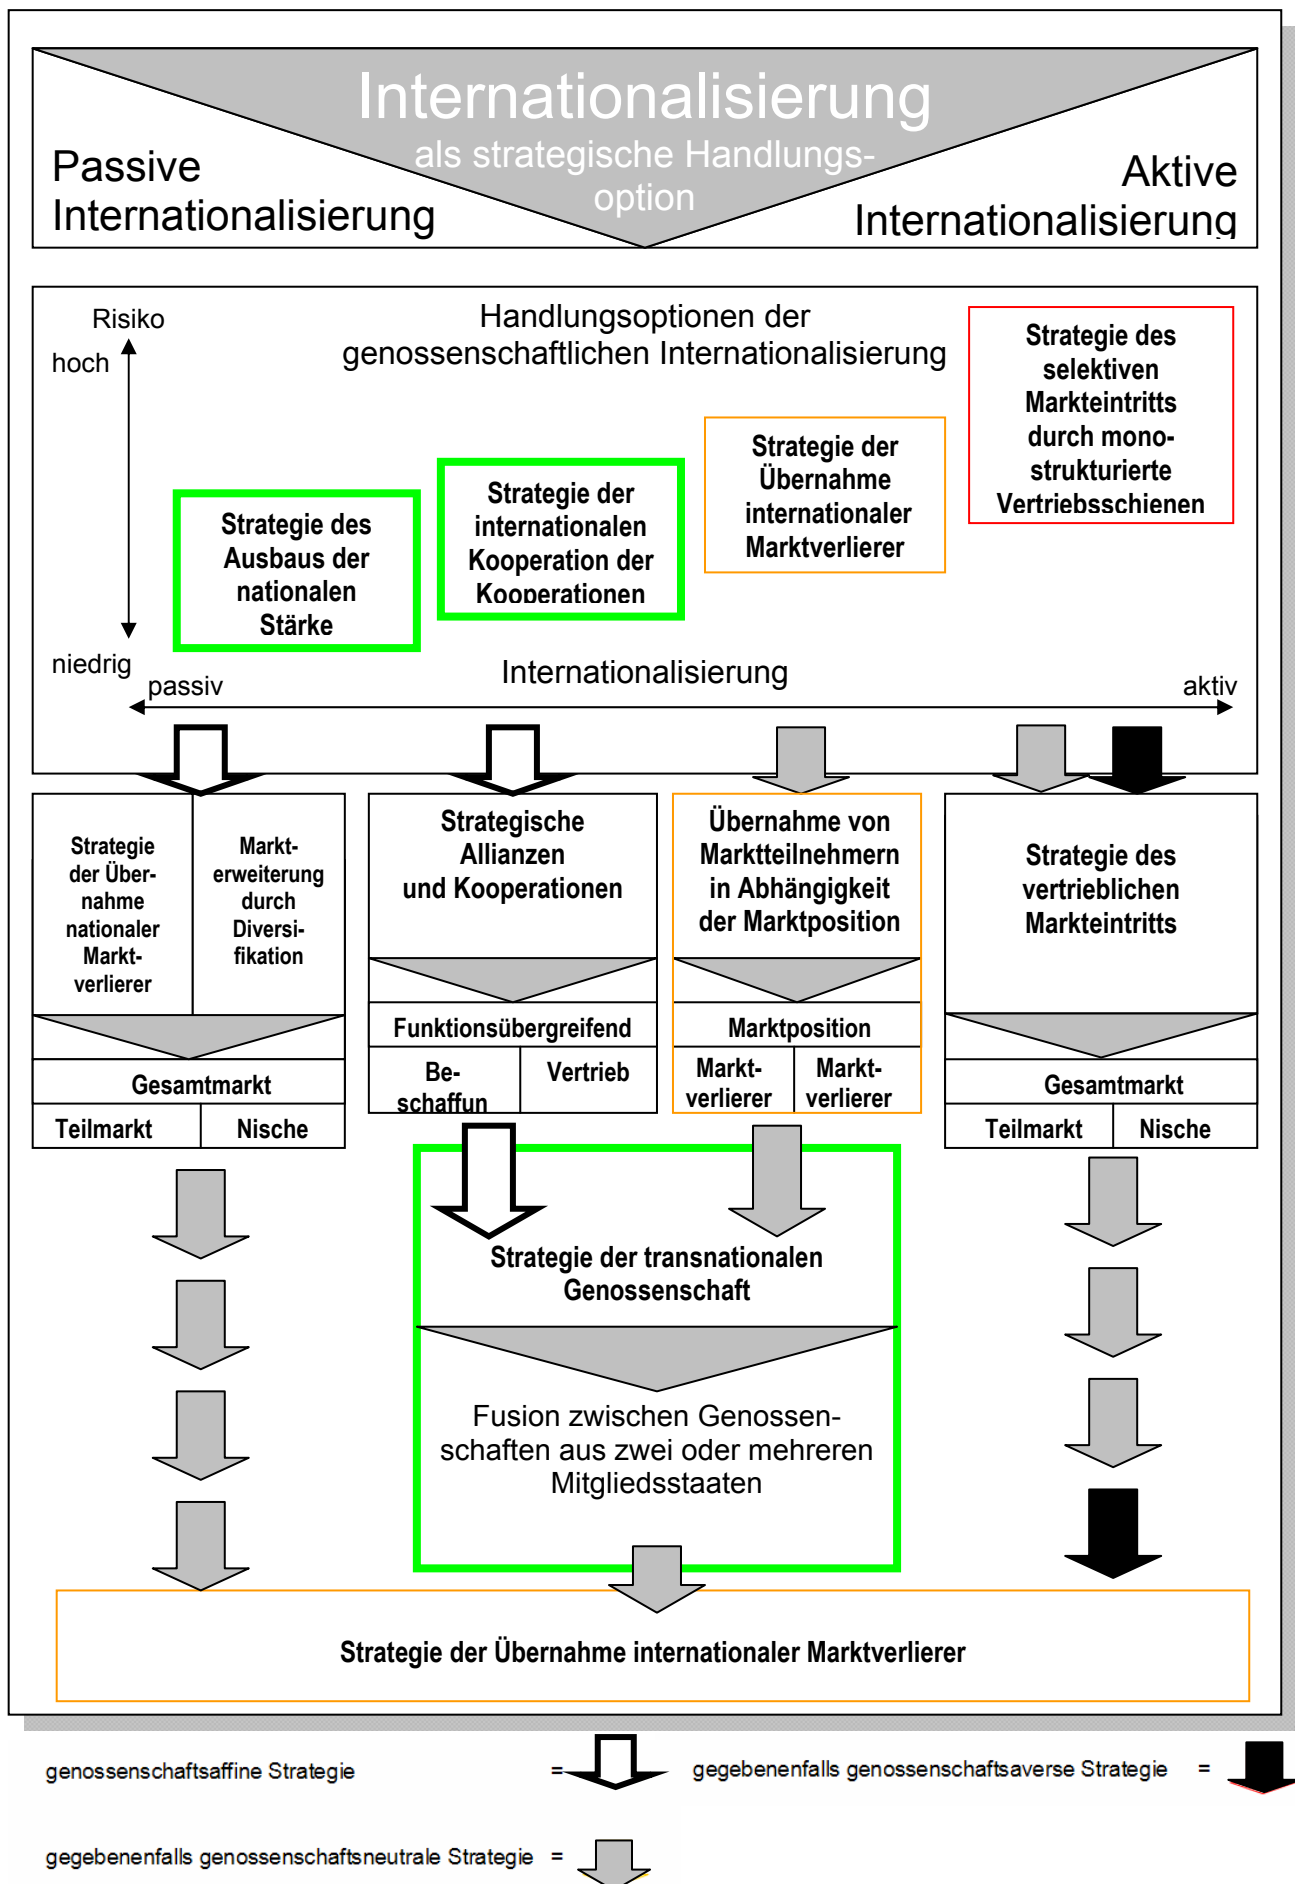 Internationalisierung
als strategische Handlungs-
option
Passive
Internationalisierung
Aktive
Internationalisierung
Risiko
hoch
niedrig
Handlungsoptionen der
genossenschaftlichen Internationalisierung
Strategie des
Ausbaus der
nationalen
Stärke
Strategie der
internationalen
Kooperation der
Kooperationen
Strategie der
Übernahme
internationaler
Marktverlierer
Strategie des
selektiven
Markteintritts
durch mono-
strukturierte
Vertriebsschienen
passiv
Internationalisierung
aktiv
Strategie
der Über-
nahme
nationaler
Markt-
verlierer
Markt-
erweiterung
durch
Diversi-
fikation
Gesamtmarkt
Teilmarkt
Nische
Strategische
Allianzen
und Kooperationen
Funktionsübergreifend
Be-
schaffun
Vertrieb
Übernahme von
Marktteilnehmern
in Abhängigkeit
der Marktposition
Marktposition
Markt-
verlierer
Markt-
verlierer
Strategie des
vertrieblichen
Markteintritts
Gesamtmarkt
Teilmarkt
Nische
Strategie der transnationalen
Genossenschaft
Fusion zwischen Genossen-
schaften aus zwei oder mehreren
Mitgliedsstaaten
Strategie der Übernahme internationaler Marktverlierer
genossenschaftsaffine Strategie =
gegebenenfalls genossenschaftsaverse Strategie =
gegebenenfalls genossenschaftsneutrale Strategie =